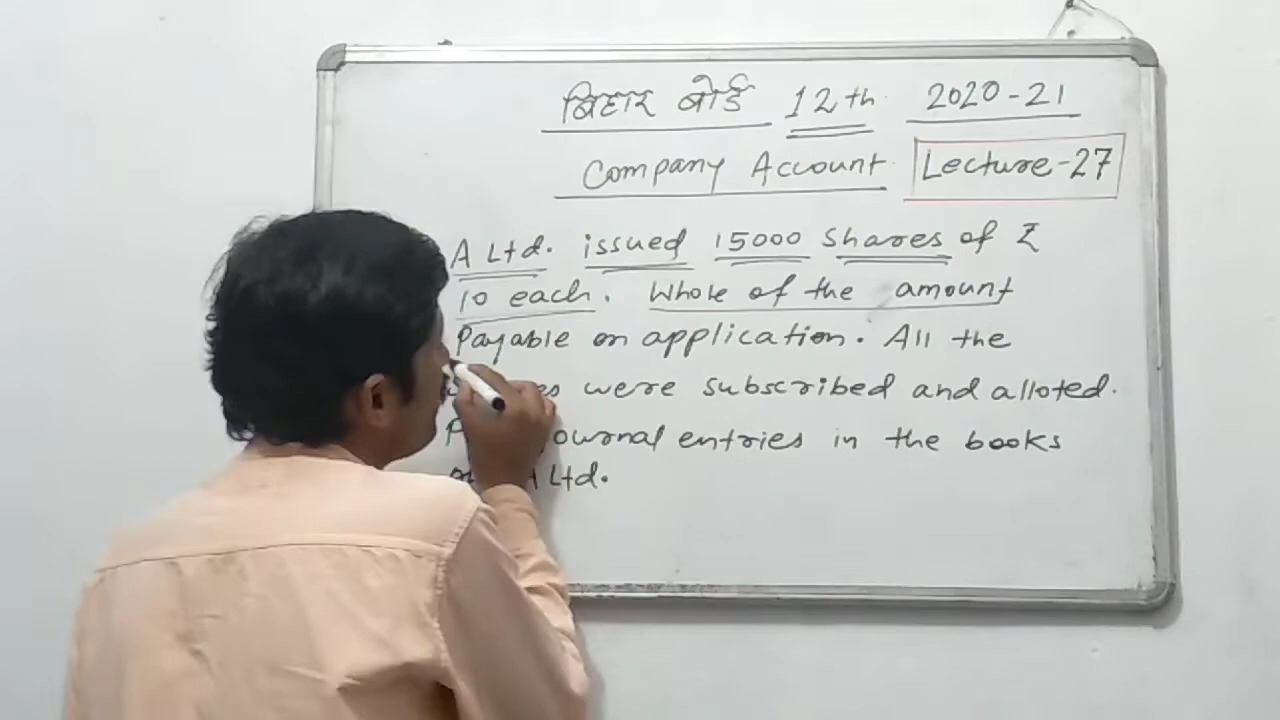 बिहार बोर्ड 12th 2020-21
Company Account Lecture-27
A Ltd. issued 15000 shares of ₹
10 each. Whole of the amount
Payable on application. All the
were subscribed and alloted.
entries in the books
Ltd.